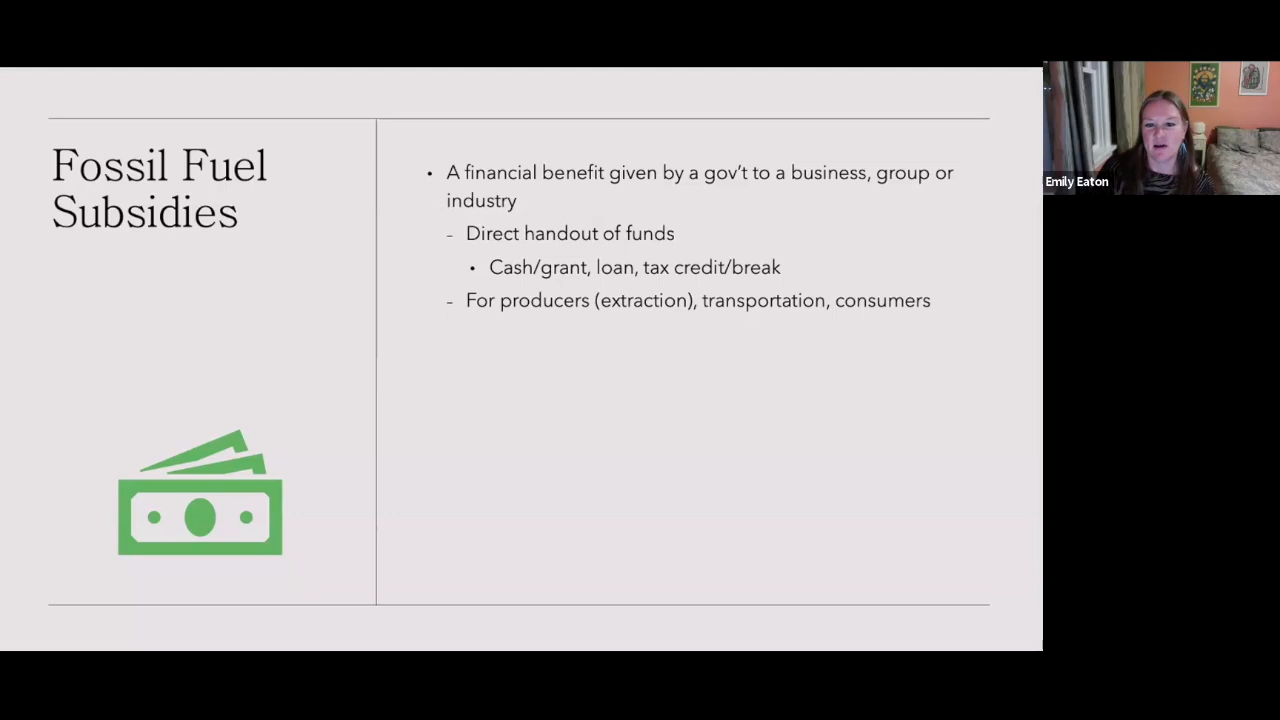 Fossil Fuel
Subsidies
• A financial benefit given by a gov’t to a business, group or
industry
- Direct handout of funds
• Cash/grant, loan, tax credit/break
- For producers (extraction), transportation, consumers
Emily Eaton